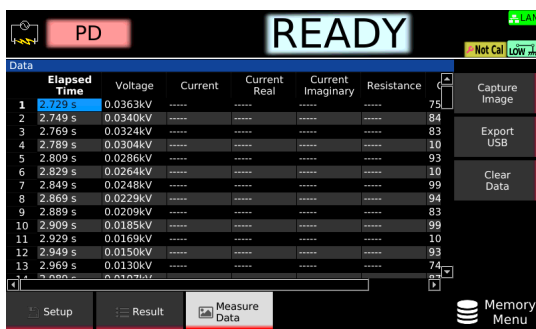 PD
READY
LAN
Not Cal
LOW
Data
Elapsed Time Voltage Current Current Real Current Imaginary Resistance
1 2.729 s 0.0363kV ----- ----- ----- ----- 75
2 2.749 s 0.0340kV ----- ----- ----- ----- 84
3 2.769 s 0.0324kV ----- ----- ----- ----- 83
4 2.789 s 0.0304kV ----- ----- ----- ----- 10
5 2.809 s 0.0286kV ----- ----- ----- ----- 93
6 2.829 s 0.0264kV ----- ----- ----- ----- 10
7 2.849 s 0.0248kV ----- ----- ----- ----- 99
8 2.869 s 0.0229kV ----- ----- ----- ----- 94
9 2.889 s 0.0209kV ----- ----- ----- ----- 83
10 2.909 s 0.0185kV ----- ----- ----- ----- 99
11 2.929 s 0.0169kV ----- ----- ----- ----- 10
12 2.949 s 0.0150kV ----- ----- ----- ----- 93
13 2.969 s 0.0130kV ----- ----- ----- ----- 74
Capture
Image
Export
USB
Clear
Data
Setup
Result
Measure
Data
Memory
Menu